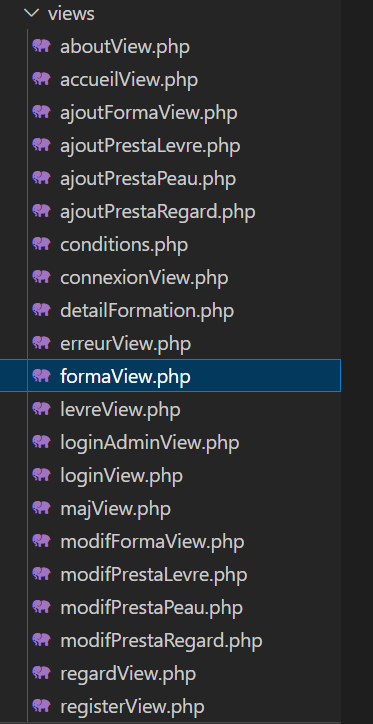 views
aboutView.php
accueilView.php
ajoutFormaView.php
ajoutPrestaLevre.php
ajoutPrestaPeau.php
ajoutPrestaRegard.php
conditions.php
connexionView.php
detailFormation.php
erreurView.php
formaView.php
levreView.php
loginAdminView.php
loginView.php
majView.php
modifFormaView.php
modifPrestaLevre.php
modifPrestaPeau.php
modifPrestaRegard.php
regardView.php
registerView.php